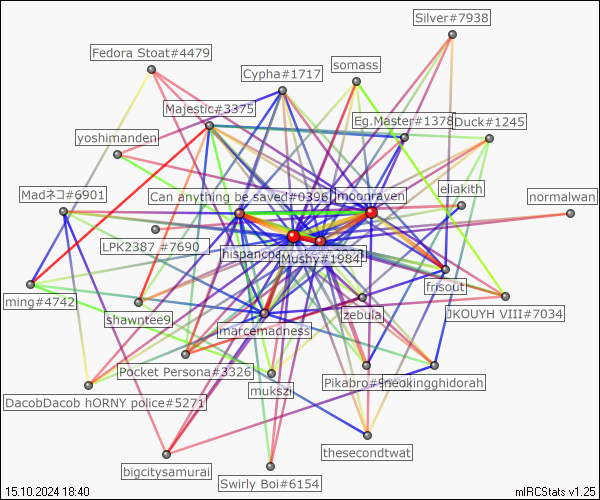 Silver#7938
Fedora Stoat#4479
somass
Cypha#1717
Majestic#3375
Eg.Master#1378
Duck#1245
yoshimanden
Madネコ#6901
Can anything be saved#0396
moonraven
eliakith
normalwan
LPK2387 #7690
hispanopa
Mushy#1984
frisout
ming#4742
shawntee9
marcemadness
zebula
JKOUYH VIII#7034
Pocket Persona#3326
mukszi
Pikabro#9
neokingghidorah
DacobDacob hORNY police#5271
thesecondtwat
bigcitysamurai
Swirly Boi#6154
15.10.2024 18:40
mIRCStats v1.25